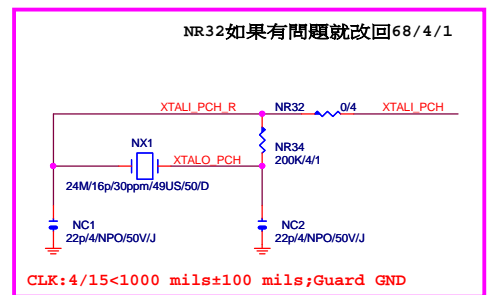 NR32如果有問題就改回68/4/1
XTALI_PCH_R NR32 0/4 XTALI_PCH
NX1
XTALO_PCH
NR34
200K/4/1
24M/16p/30ppm/49US/50/D
NC1
22p/4/NPO/50V/J
NC2
22p/4/NPO/50V/J
CLK:4/15<1000 mils±100 mils;Guard GND